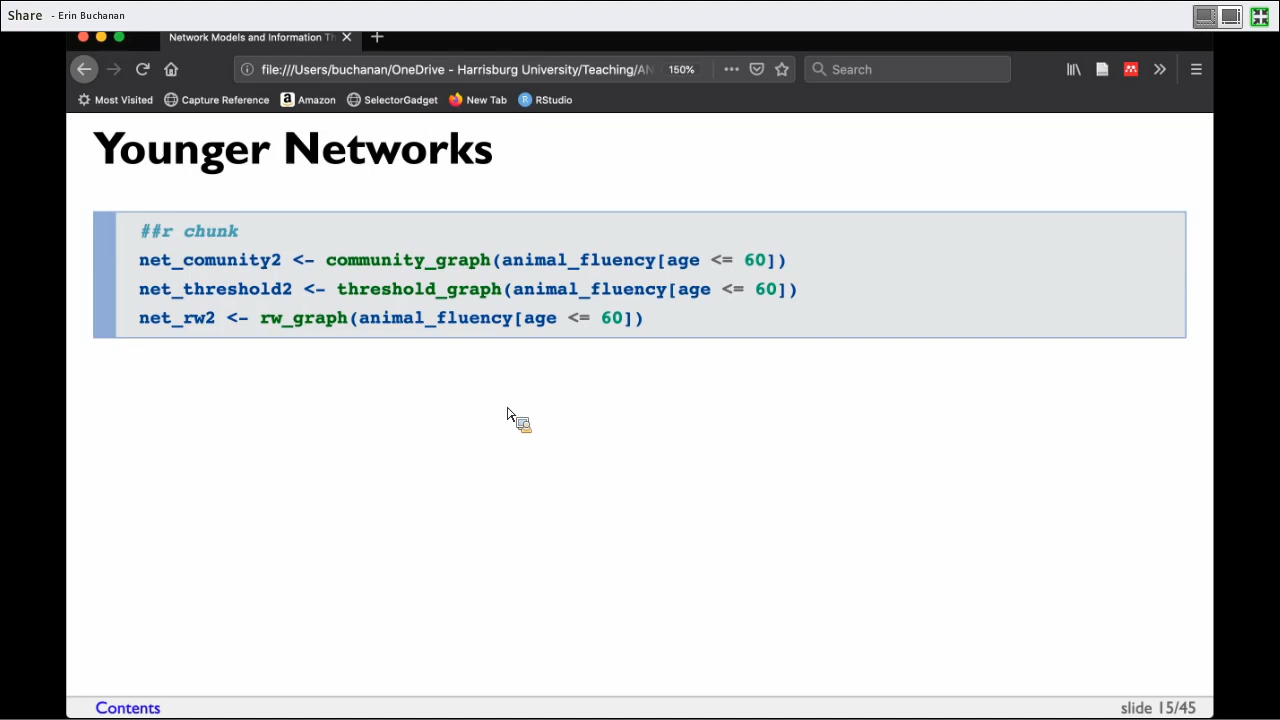 Share - Erin Buchanan
Network Models and Information Th
file:///Users/buchanan/OneDrive - Harrisburg University/Teaching/AN
150%
Search
Most Visited
Capture Reference
Amazon
SelectorGadget
New Tab
RStudio
Younger Networks
##r chunk
net_comunity2 <- community_graph(animal_fluency[age <= 60])
net_threshold2 <- threshold_graph(animal_fluency[age <= 60])
net_rw2 <- rw_graph(animal_fluency[age <= 60])
Contents
slide 15/45